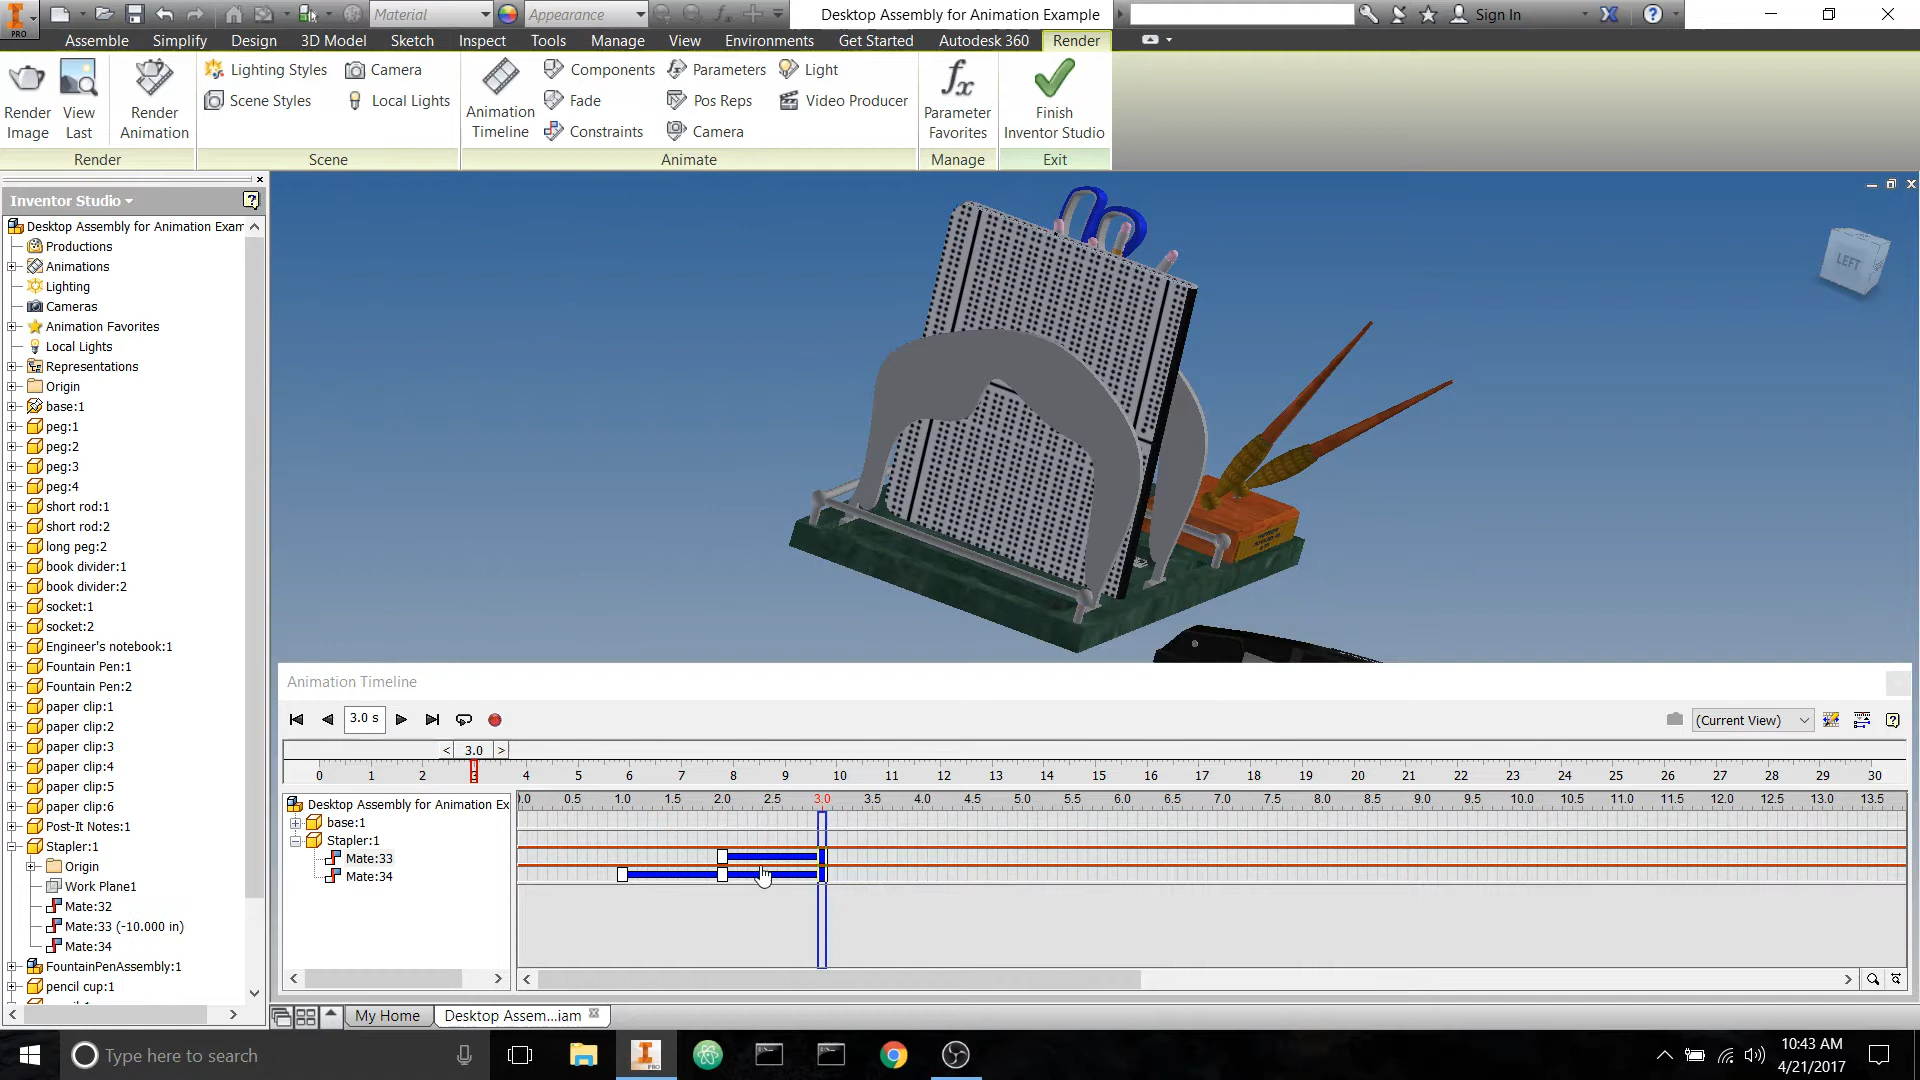 Material
Appearance
Desktop Assembly for Animation Example
Sign In
PRO
Assemble
Simplify
Design
3D Model
Sketch
Inspect
Tools
Manage
View
Environments
Get Started
Autodesk 360
Render
Render Image
View Last
Render Animation
Lighting Styles
Scene Styles
Camera
Local Lights
Animation Timeline
Components
Fade
Constraints
Parameters
Pos Reps
Camera
Light
Video Producer
Parameter Favorites
Finish Inventor Studio
Render
Scene
Animate
Manage
Exit
Inventor Studio
Desktop Assembly for Animation Exam
Productions
Animations
Lighting
Cameras
Animation Favorites
Local Lights
Representations
Origin
base:1
peg:1
peg:2
peg:3
peg:4
short rod:1
short rod:2
long peg:2
book divider:1
book divider:2
socket:1
socket:2
Engineer's notebook:1
Fountain Pen:1
Fountain Pen:2
paper clip:1
paper clip:2
paper clip:3
paper clip:4
paper clip:5
paper clip:6
Post-It Notes:1
Stapler:1
Origin
Work Plane1
Mate:32
Mate:33 (-10.000 in)
Mate:34
FountainPenAssembly:1
pencil cup:1
LEFT
Animation Timeline
3.0 s
(Current View)
< 3.0 >
0 1 2 3 4 5 6 7 8 9 10 11 12 13 14 15 16 17 18 19 20 21 22 23 24 25 26 27 28 29 30
Desktop Assembly for Animation Ex
base:1
Stapler:1
Mate:33
Mate:34
0.0 0.5 1.0 1.5 2.0 2.5 3.0 3.5 4.0 4.5 5.0 5.5 6.0 6.5 7.0 7.5 8.0 8.5 9.0 9.5 10.0 10.5 11.0 11.5 12.0 12.5 13.0 13.5
My Home
Desktop Assem...iam
Type here to search
PRO
10:43 AM
4/21/2017